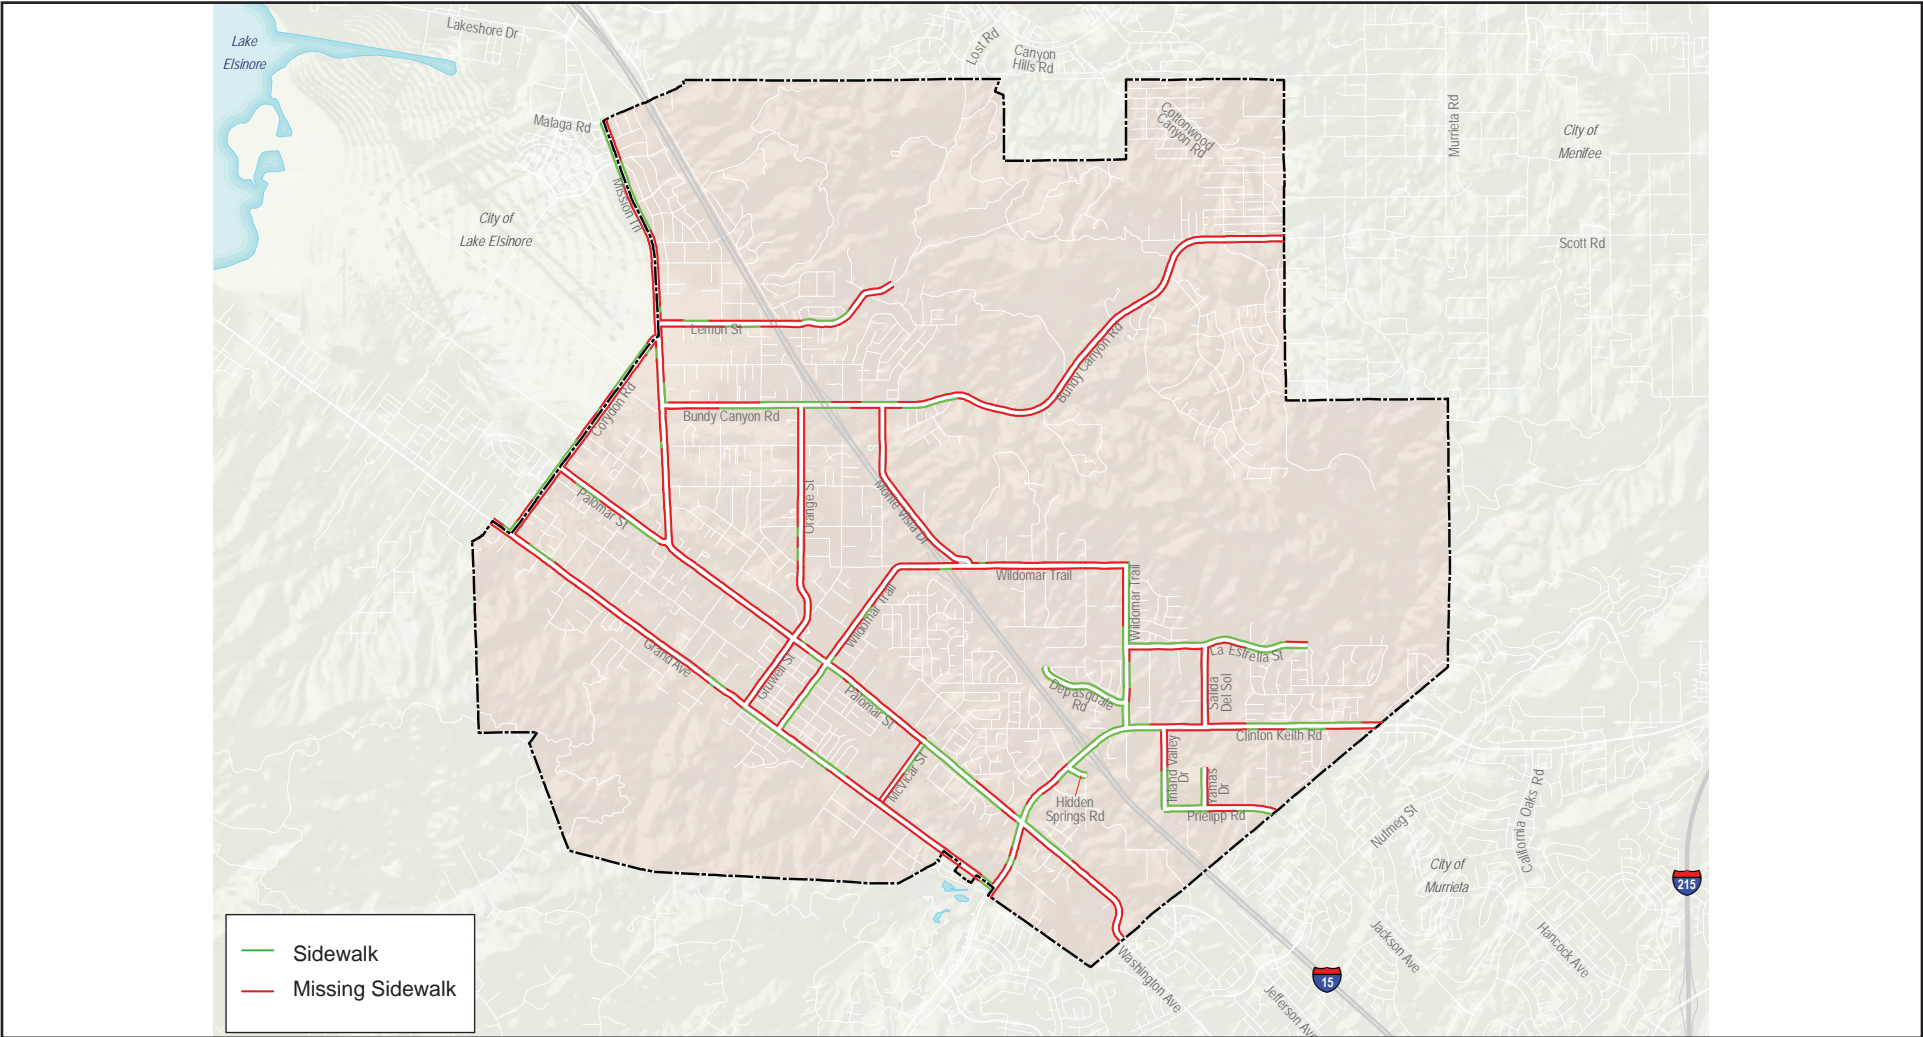 Lakeshore Dr
Lost Rd
Lake
Elsinore
Canyon
Hills Rd
Malaga Rd
Cottonwood
Canyon Rd
Murrieta Rd
City of
Menifee
Mission Trl
City of
Lake Elsinore
Scott Rd
Lemon St
Bundy Canyon Rd
Corydon Rd
Bundy Canyon Rd
Palomar St
Orange St
Monte Vista Dr
Wildomar Trail
Wildomar Trail
Wildomar Trail
Grand Ave
Gruwell St
La Estrella St
Depasquale
Rd
Salida
Del Sol
Palomar St
Clinton Keith Rd
McVicar St
Inland Valley
Dr
Yamas
Dr
Hidden
Springs Rd
Prielipp Rd
Nutmeg St
California Oaks Rd
City of
Murrieta
215
Sidewalk
Missing Sidewalk
Washington Ave
Jackson Ave
Hancock Ave
15
Jefferson Ave